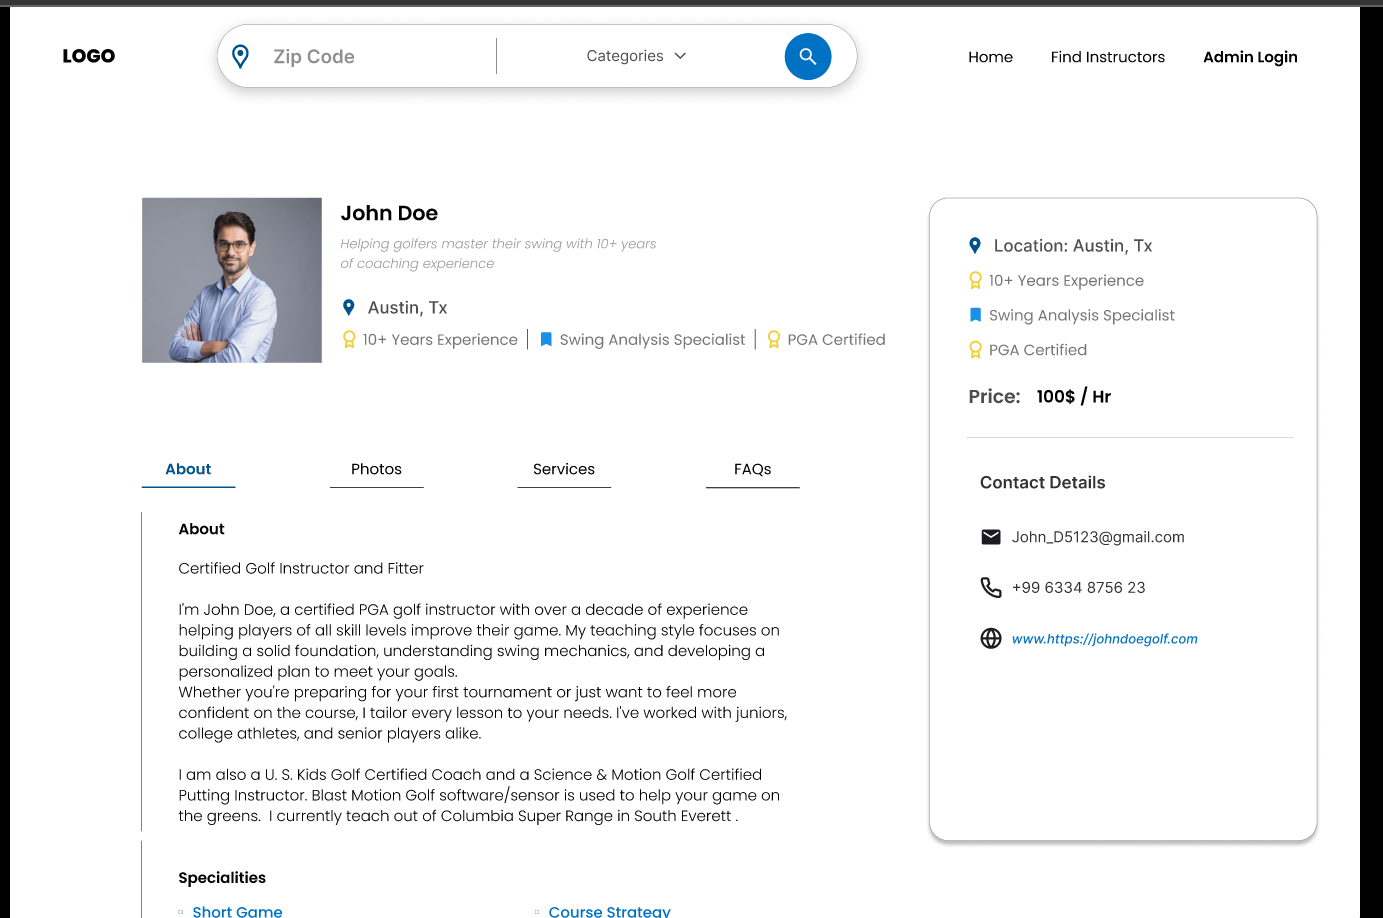 LOGO
Zip Code
Categories
Home
Find Instructors
Admin Login
John Doe
Helping golfers master their swing with 10+ years
of coaching experience
Austin, Tx
10+ Years Experience
Swing Analysis Specialist
PGA Certified
Location: Austin, Tx
10+ Years Experience
Swing Analysis Specialist
PGA Certified
Price: 100$ / Hr
Contact Details
John_D5123@gmail.com
+99 6334 8756 23
www.https://johndoegolf.com
About
Photos
Services
FAQs
About
Certified Golf Instructor and Fitter
I'm John Doe, a certified PGA golf instructor with over a decade of experience
helping players of all skill levels improve their game. My teaching style focuses on
building a solid foundation, understanding swing mechanics, and developing a
personalized plan to meet your goals.
Whether you're preparing for your first tournament or just want to feel more
confident on the course, I tailor every lesson to your needs. I've worked with juniors,
college athletes, and senior players alike.
I am also a U. S. Kids Golf Certified Coach and a Science & Motion Golf Certified
Putting Instructor. Blast Motion Golf software/sensor is used to help your game on
the greens.  I currently teach out of Columbia Super Range in South Everett .
Specialities
Short Game
Course Strategy